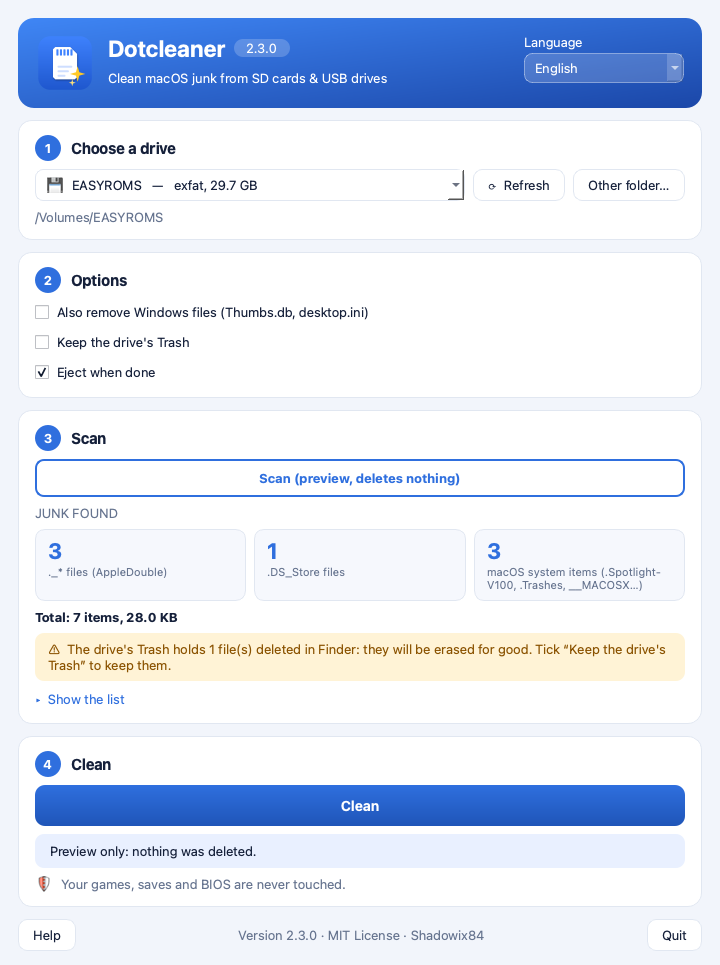 Dotcleaner 2.3.0
Clean macOS junk from SD cards & USB drives
Language
English
1 Choose a drive
EASYROMS — exfat, 29.7 GB
Refresh
Other folder...
/Volumes/EASYROMS
2 Options
Also remove Windows files (Thumbs.db, desktop.ini)
Keep the drive's Trash
Eject when done
3 Scan
Scan (preview, deletes nothing)
JUNK FOUND
3
._* files (AppleDouble)
1
.DS_Store files
3
macOS system items (.Spotlight-
V100, .Trashes, __MACOSX...)
Total: 7 items, 28.0 KB
⚠ The drive's Trash holds 1 file(s) deleted in Finder: they will be erased for good. Tick “Keep the drive's
Trash” to keep them.
▸ Show the list
4 Clean
Clean
Preview only: nothing was deleted.
Your games, saves and BIOS are never touched.
Help
Version 2.3.0 · MIT License · Shadowix84
Quit